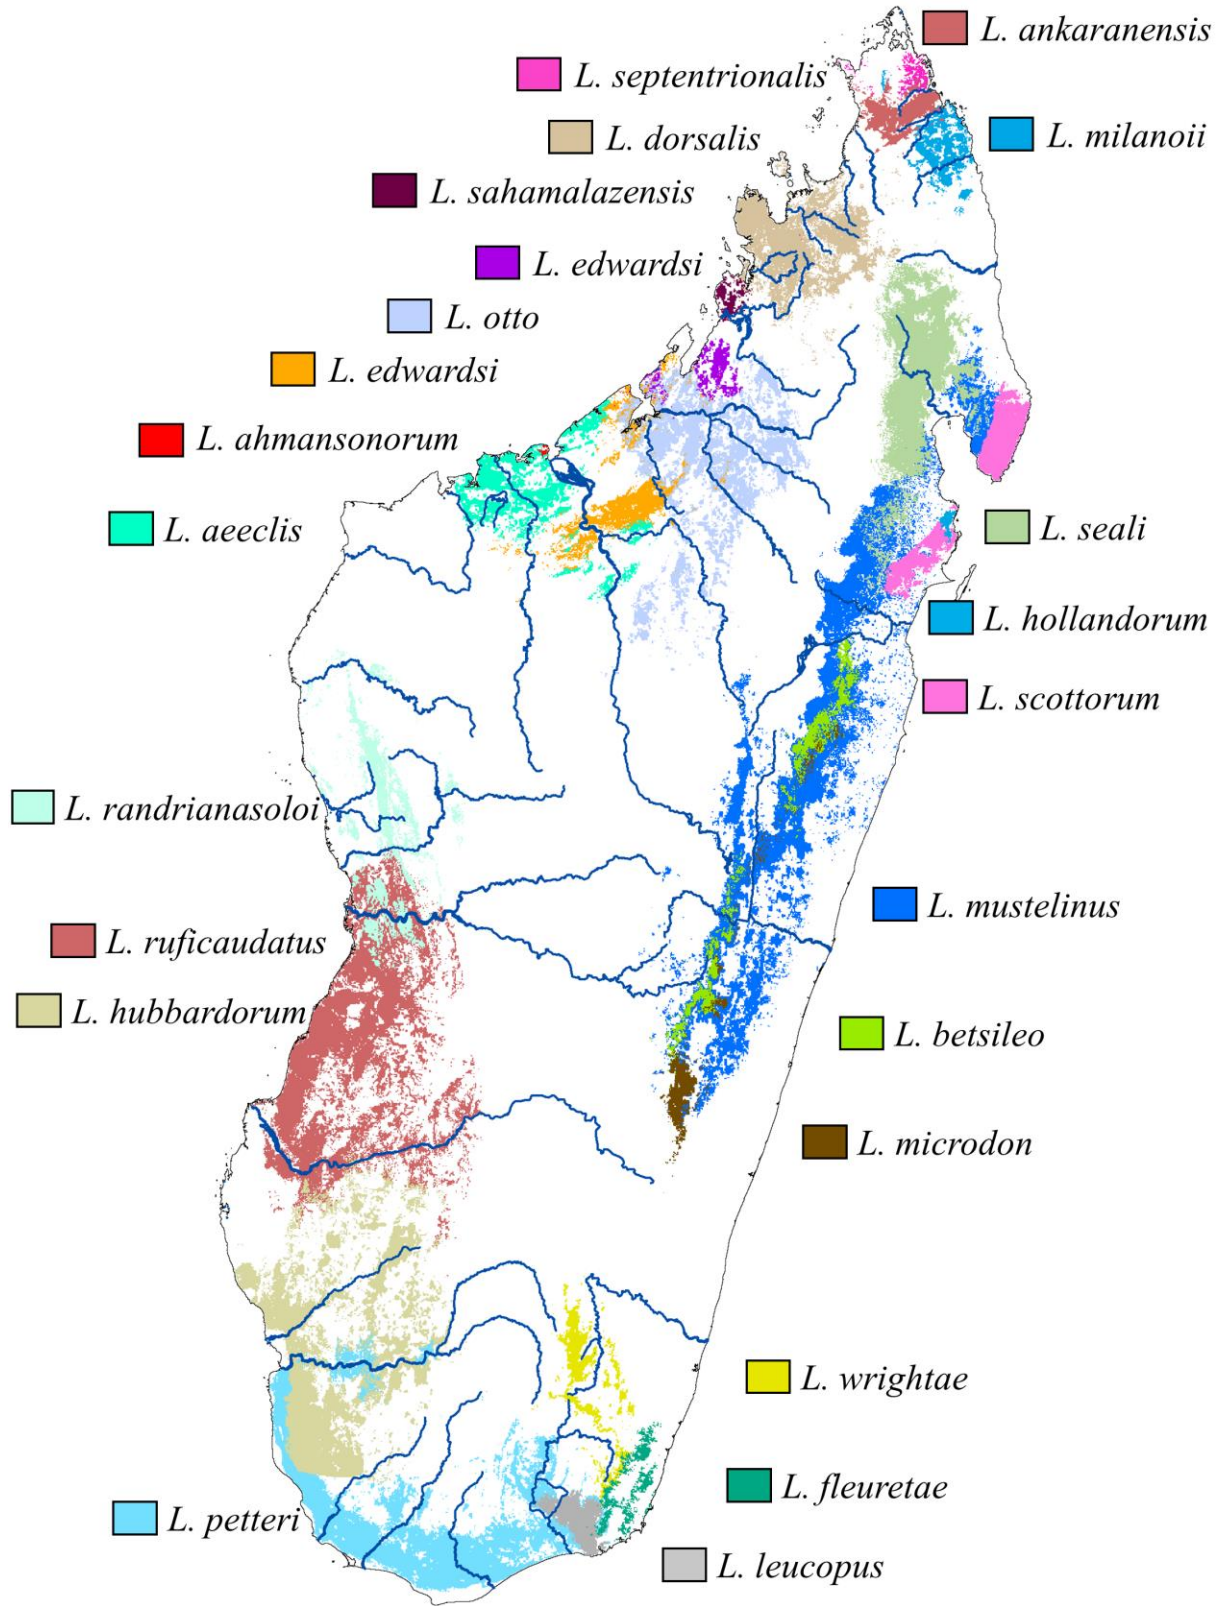 L. ankaranensis
L. septentrionalis
L. dorsalis
L. milanoii
L. sahamalazensis
L. edwardsi
L. otto
L. edwardsi
L. ahmansonorum
L. aeeclis
L. seali
L. hollandorum
L. scottorum
L. randrianasoloi
L. mustelinus
L. ruficaudatus
L. hubbardorum
L. betsileo
L. microdon
L. wrightae
L. fleuretae
L. petteri
L. leucopus